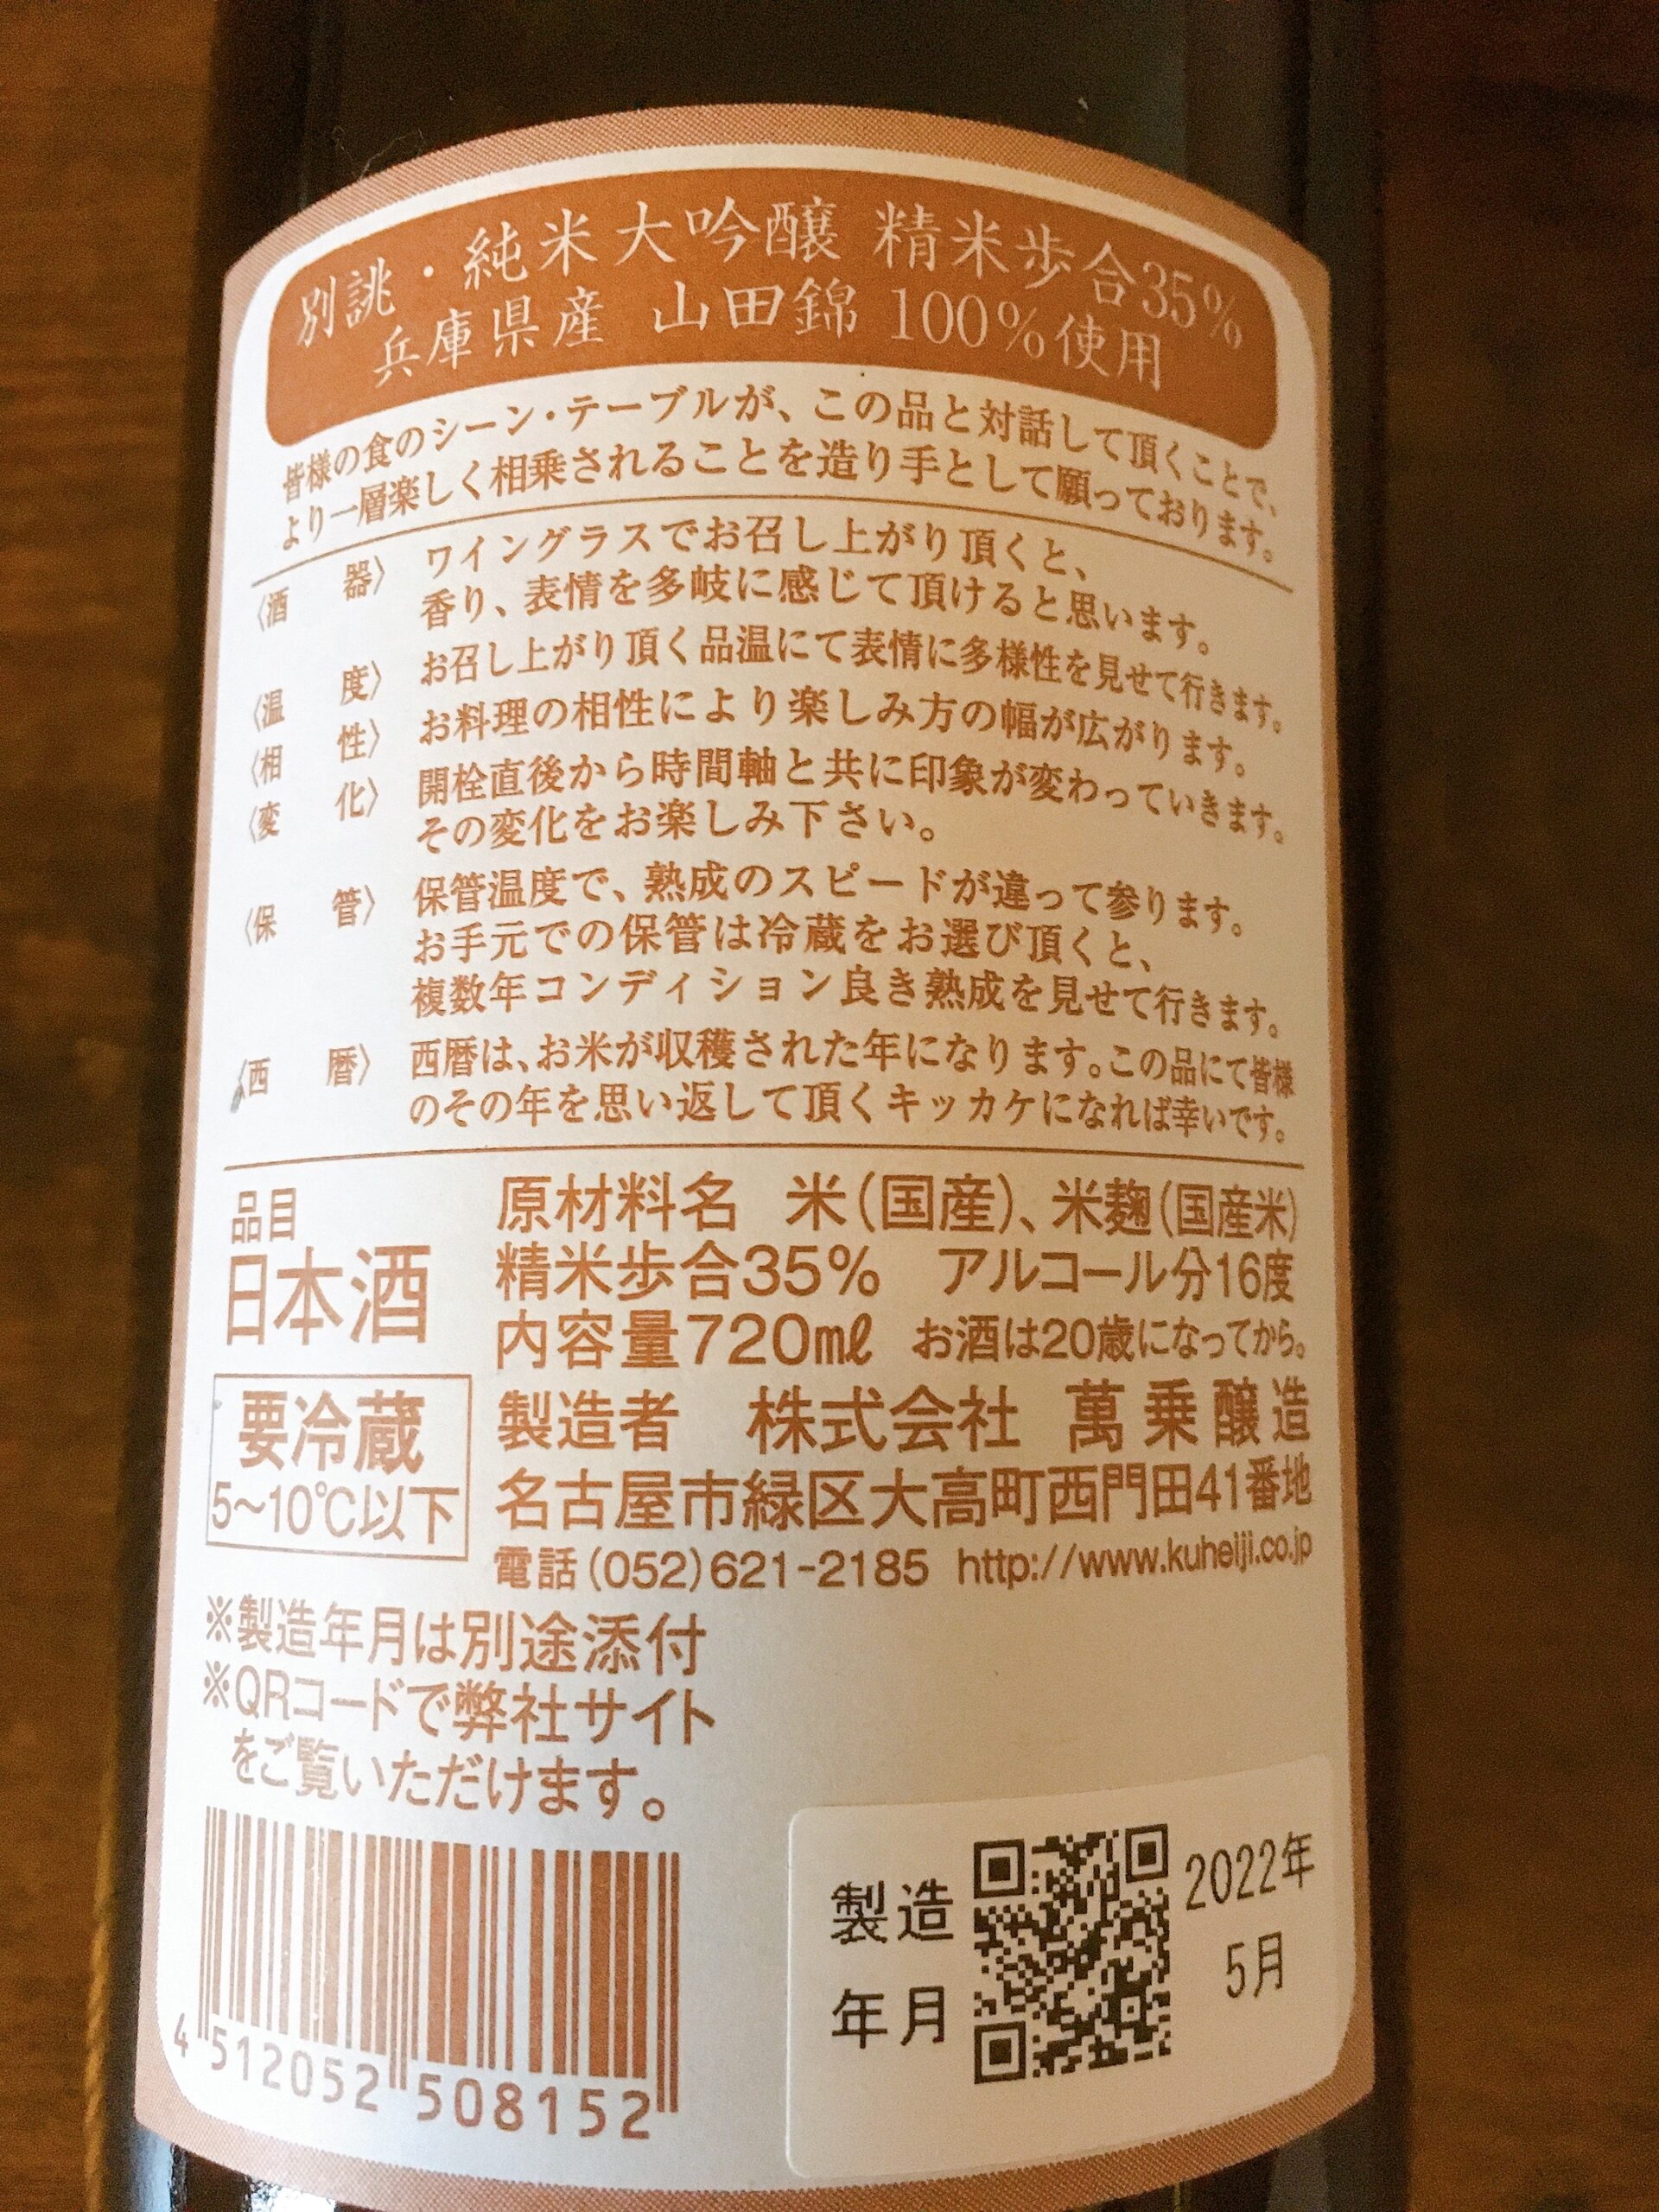 別誂・純米大吟醸 精米歩合35%
兵庫県産 山田錦 100%使用
皆様の食のシーン・テーブルが、この品と対話して頂くことで、
より一層楽しく相乗されることを造り手として願っております。
〈酒器〉 ワイングラスでお召し上がり頂くと、
香り、表情を多岐に感じて頂けると思います。
〈温度〉 お召し上がり頂く品温にて表情に多様性を見せて行きます。
〈相性〉 お料理の相性により楽しみ方の幅が広がります。
〈変化〉 開栓直後から時間軸と共に印象が変わっていきます。
その変化をお楽しみ下さい。
〈保管〉 保管温度で、熟成のスピードが違って参ります。
お手元での保管は冷蔵をお選び頂くと、
複数年コンディション良き熟成を見せて行きます。
〈西暦〉 西暦は、お米が収穫された年になります。この品にて皆様
のその年を思い返して頂くキッカケになれば幸いです。
品目
日本酒
要冷蔵
5~10℃以下
原材料名 米(国産)、米麹(国産米)
精米歩合35% アルコール分16度
内容量720mℓ お酒は20歳になってから。
製造者 株式会社 萬乗醸造
名古屋市緑区大高町西門田41番地
電話(052)621-2185 http://www.kuheiji.co.jp
※製造年月は別途添付
※QRコードで弊社サイト
をご覧いただけます。
4 512052 508152
製造
年月
2022年
5月